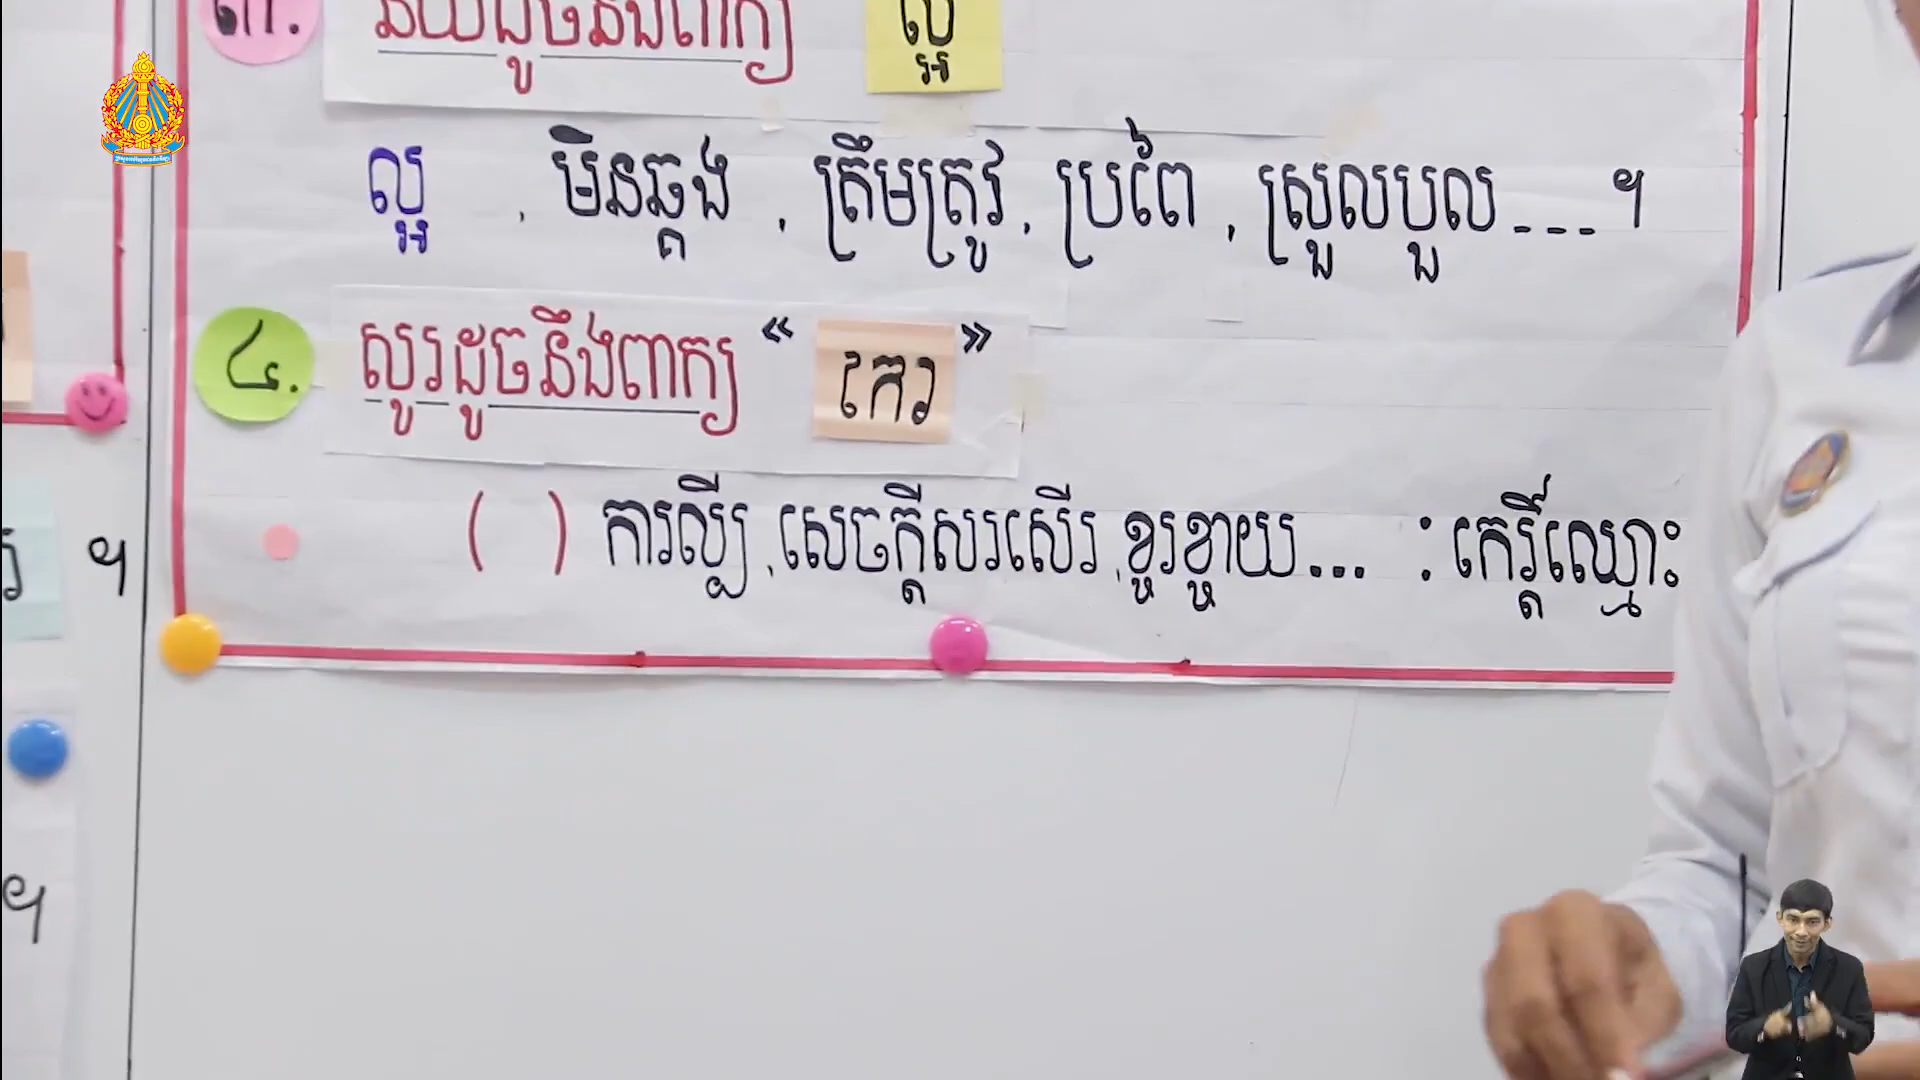 ៣. ន័យដូចនឹងពាក្យ ល្អ
ល្អ , មិនឆ្គង , ត្រឹមត្រូវ , ប្រពៃ , ស្រួលបួល... ។
៤. សូរដូចនឹងពាក្យ “ កេរ ”
( ) ការល្បី , សេចក្ដីសរសើរ , ខ្ចរខ្ចាយ... : កេរ្តិ៍ឈ្មោះ
។
។